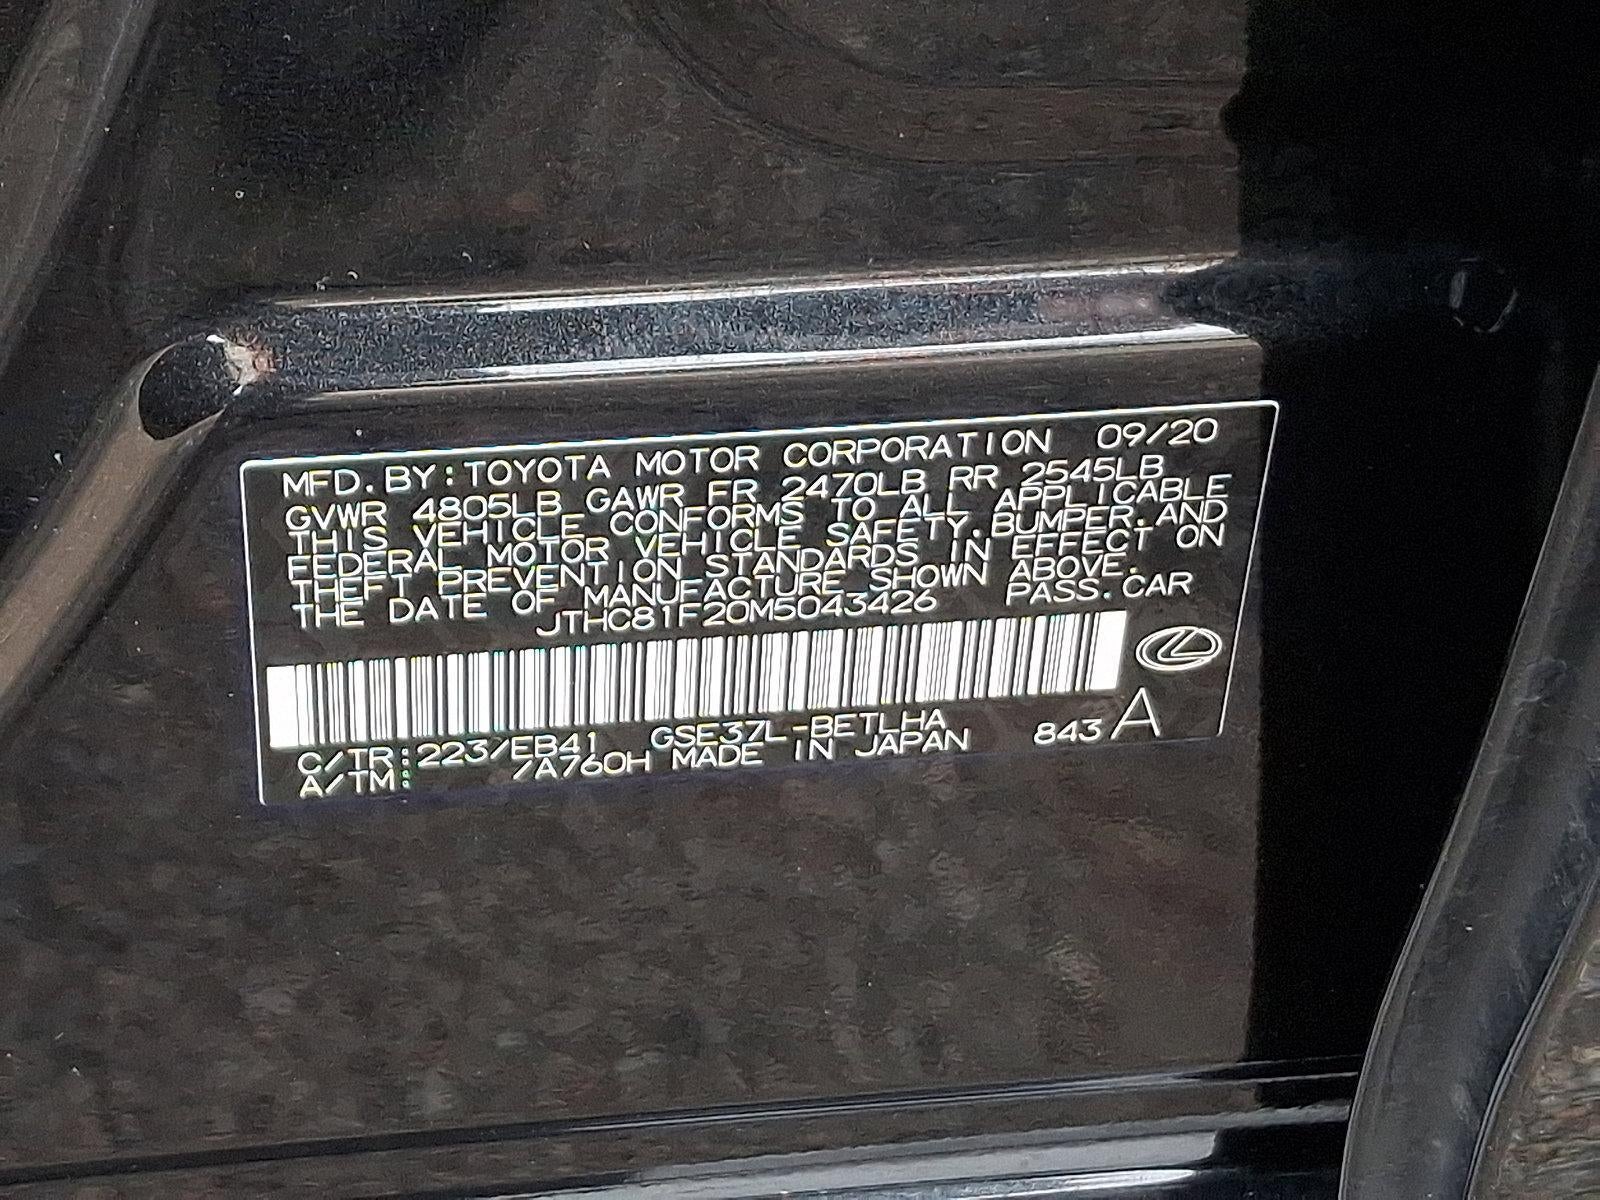 MFD. BY: TOYOTA MOTOR CORPORATION 09/20
GVWR 4805LB GAWR FR 2470LB RR 2545LB
THIS VEHICLE CONFORMS TO ALL APPLICABLE
FEDERAL MOTOR VEHICLE SAFETY, BUMPER, AND
THEFT PREVENTION STANDARDS IN EFFECT ON
THE DATE OF MANUFACTURE SHOWN ABOVE.
JTHC81F20M5043426 PASS. CAR
C/TR: 223/EB41 GSE37L-BETLHA 843 A
A/TM: /A760H MADE IN JAPAN